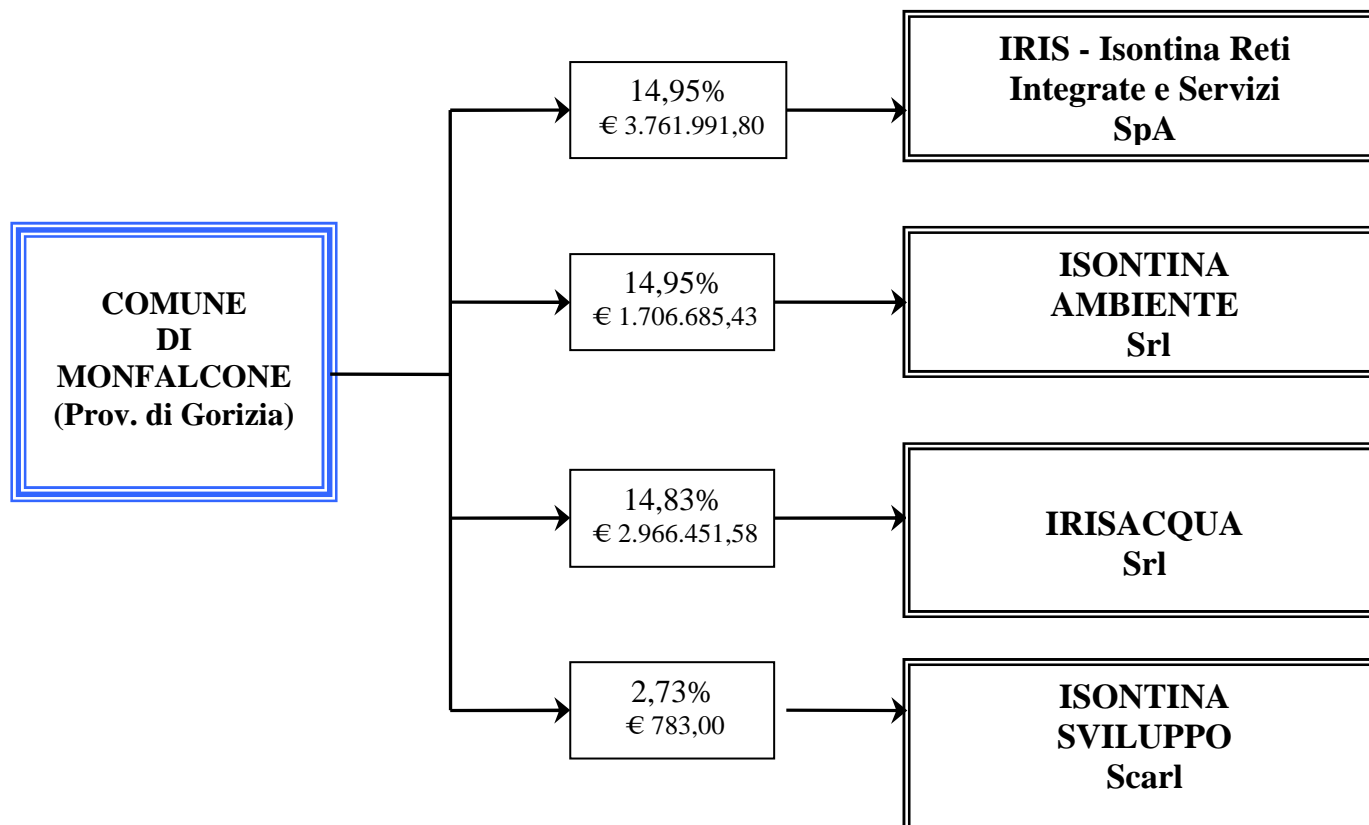 COMUNE
DI
MONFALCONE
(Prov. di Gorizia)
14,95%
€ 3.761.991,80
IRIS - Isontina Reti
Integrate e Servizi
SpA
14,95%
€ 1.706.685,43
ISONTINA
AMBIENTE
Srl
14,83%
€ 2.966.451,58
IRISACQUA
Srl
2,73%
€ 783,00
ISONTINA
SVILUPPO
Scarl